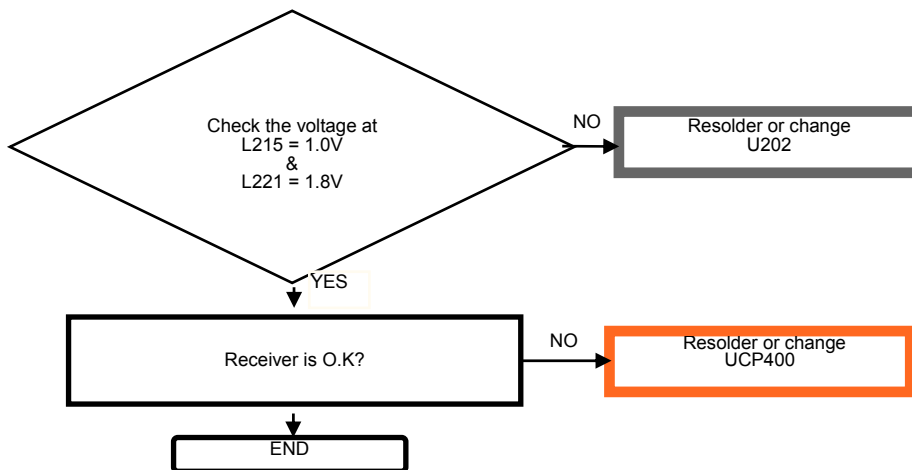 Check the voltage at
L215 = 1.0V
&
L221 = 1.8V
NO
Resolder or change
U202
YES
Receiver is O.K?
NO
Resolder or change
UCP400
END